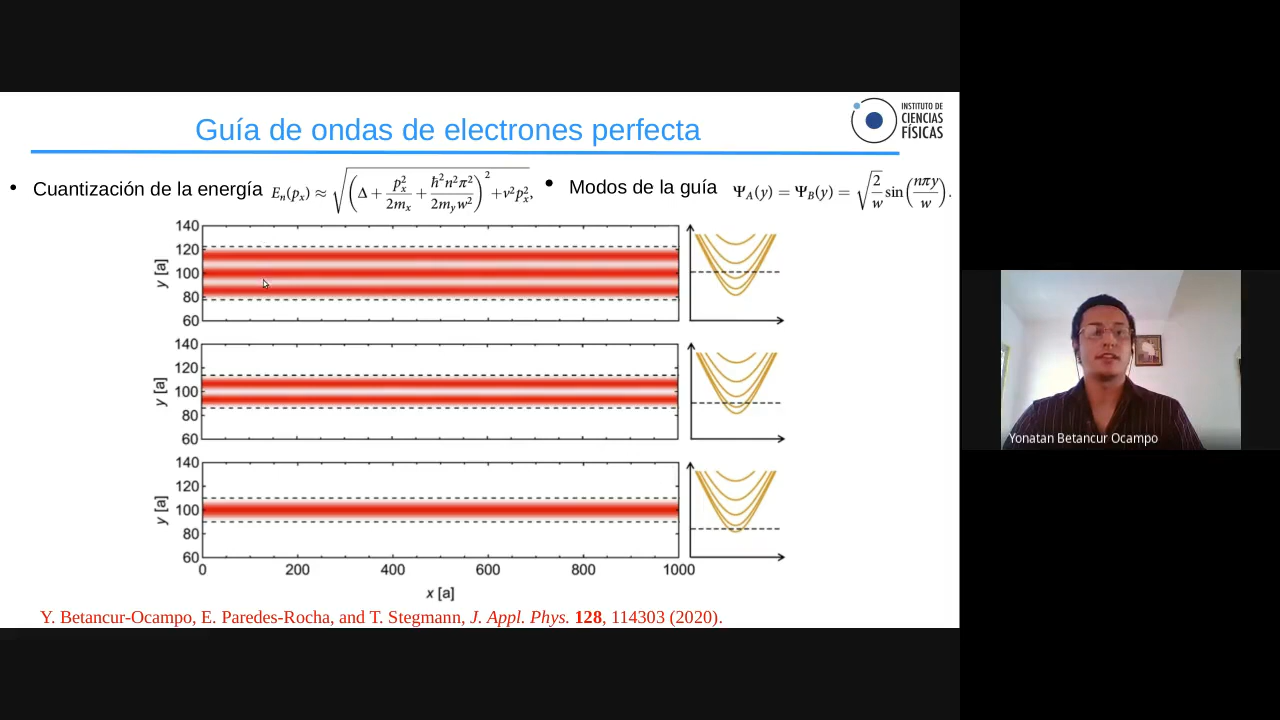 Guía de ondas de electrones perfecta
INSTITUTO DE
CIENCIAS
FÍSICAS
• Cuantización de la energía E_n(p_x) ≈ √((Δ + p_x²/2m_x + ħ²n²π²/2m_y w²)² + v²p_x²,
• Modos de la guía Ψ_A(y) = Ψ_B(y) = √(2/w) sin(nπy/w).
140
120
100
80
60
y [a]
140
120
100
80
60
y [a]
140
120
100
80
60
y [a]
0 200 400 600 800 1000
x [a]
Y. Betancur-Ocampo, E. Paredes-Rocha, and T. Stegmann, J. Appl. Phys. 128, 114303 (2020).
Yonatan Betancur Ocampo